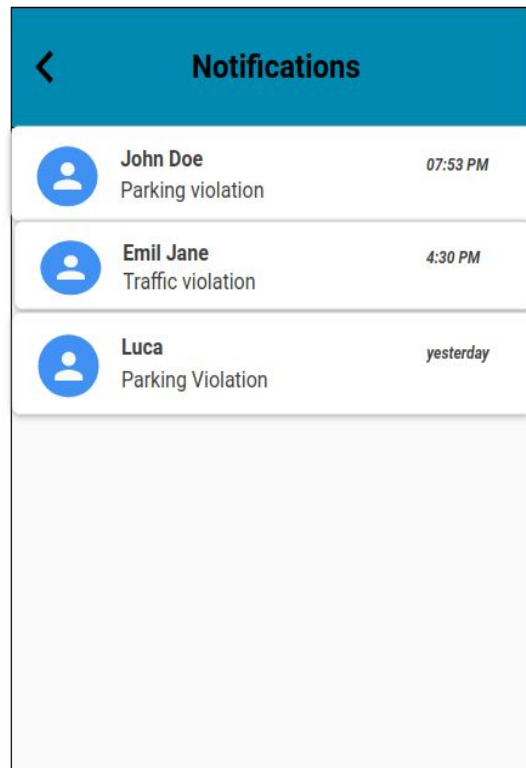 Notifications
John Doe
07:53 PM
Parking violation
Emil Jane
4:30 PM
Traffic violation
Luca
yesterday
Parking Violation